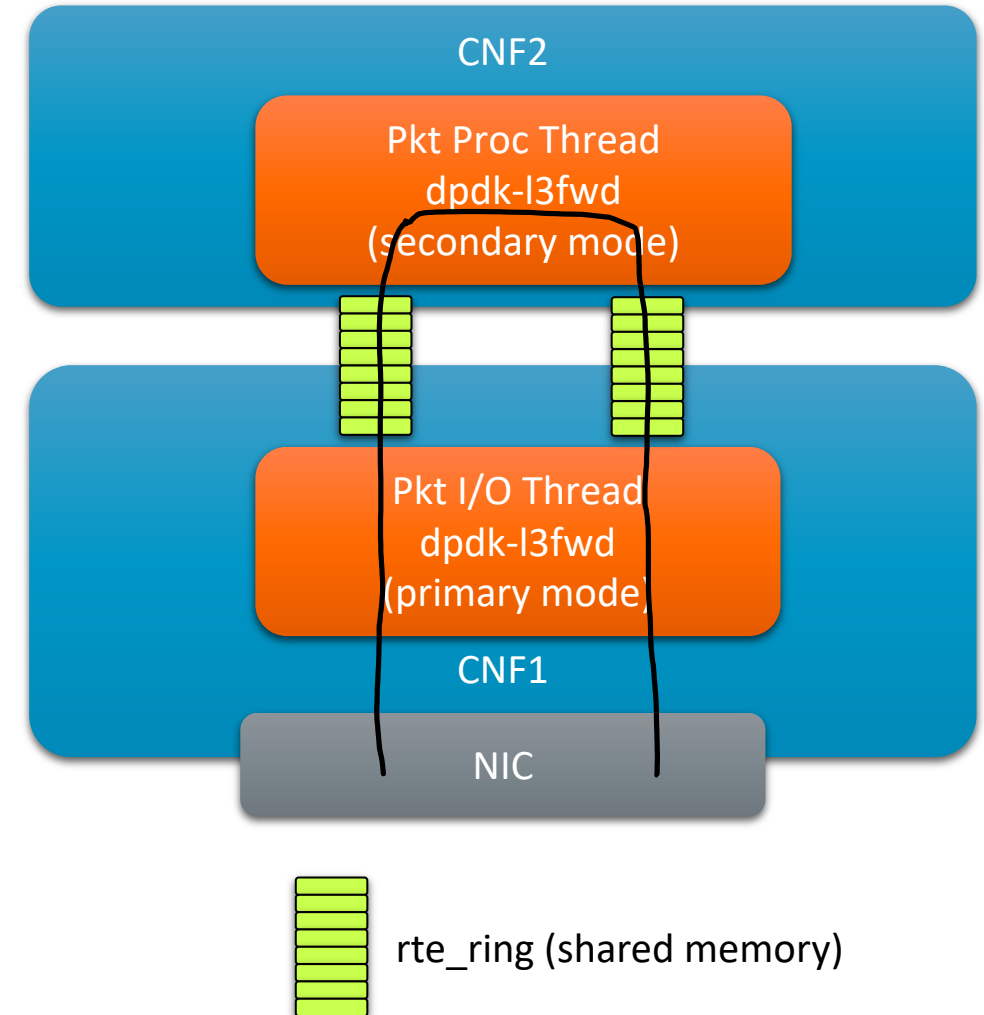 CNF2
Pkt Proc Thread
dpdk-l3fwd
(secondary mode)
Pkt I/O Thread
dpdk-l3fwd
(primary mode)
CNF1
NIC
rte_ring (shared memory)